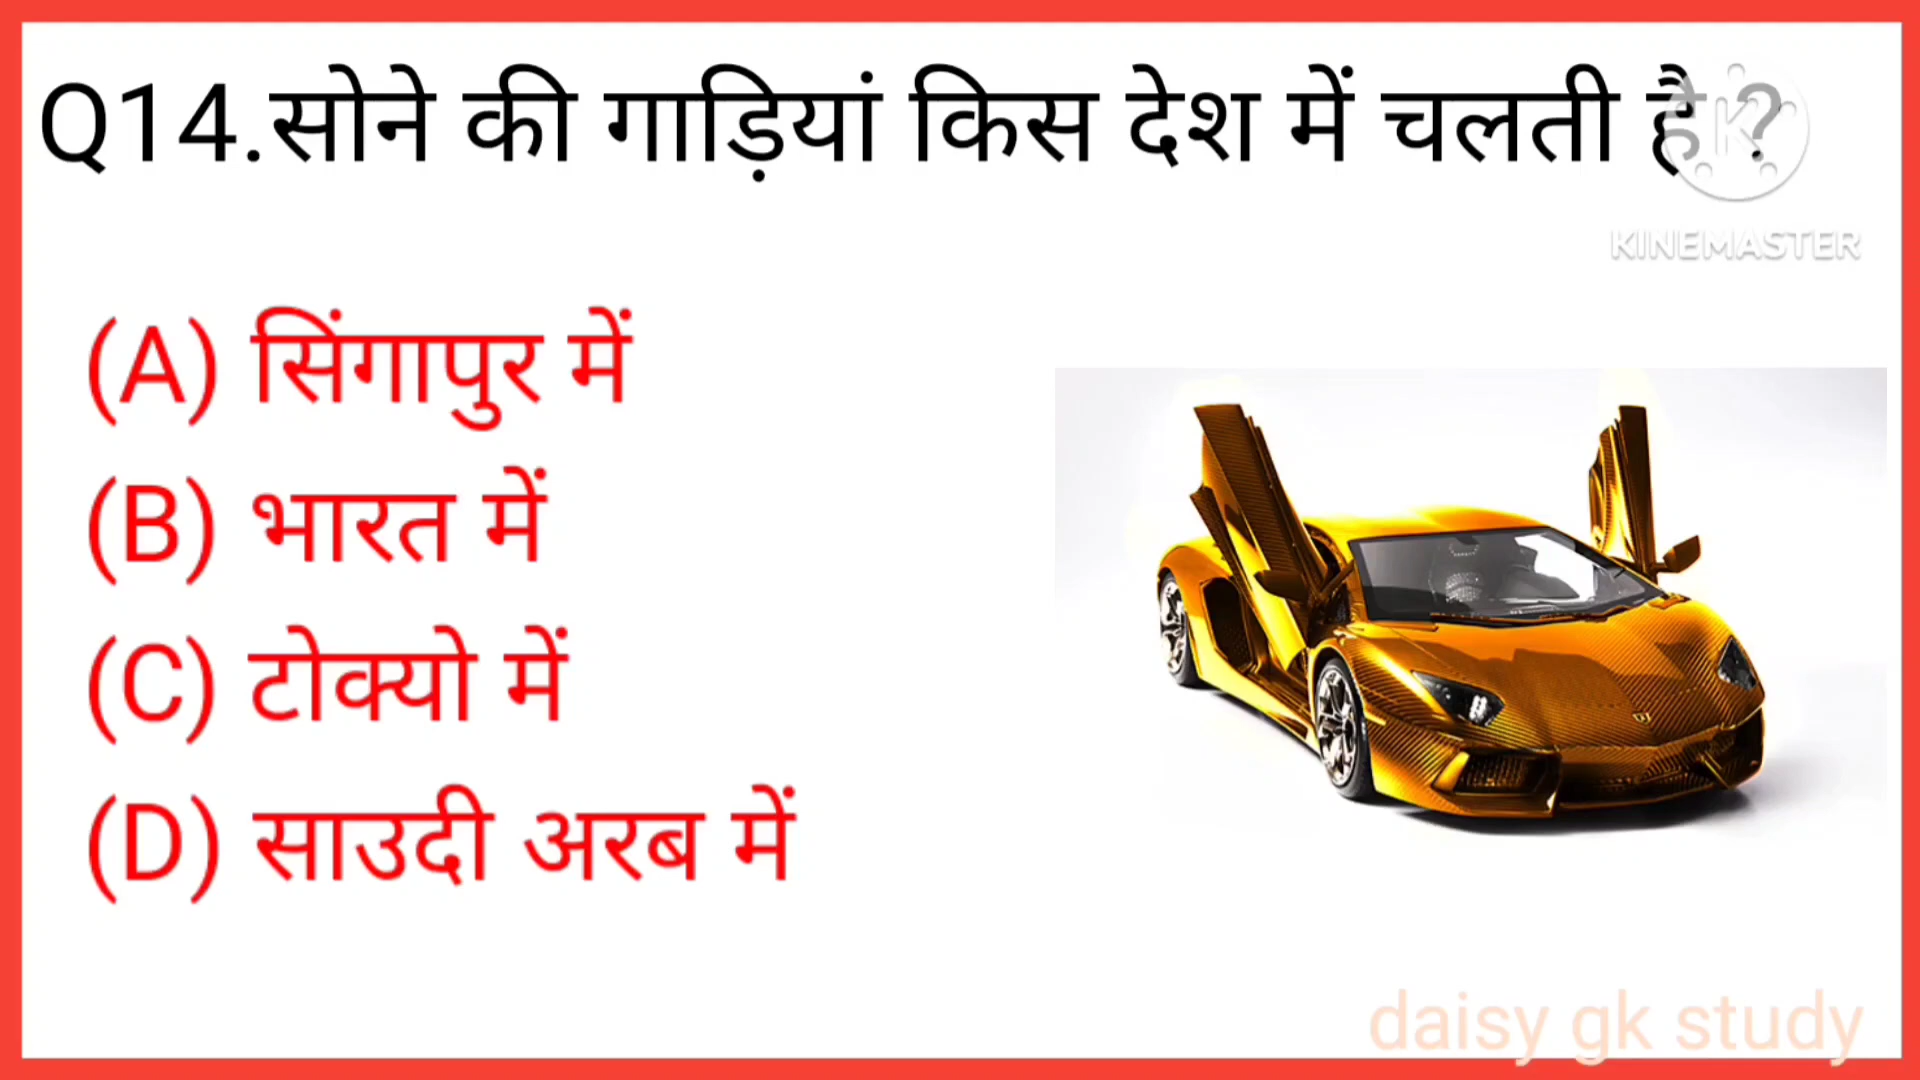 Q14.सोने की गाड़ियां किस देश में चलती है ?
KINEMASTER
(A) सिंगापुर में
(B) भारत में
(C) टोक्यो में
(D) साउदी अरब में
daisy gk study